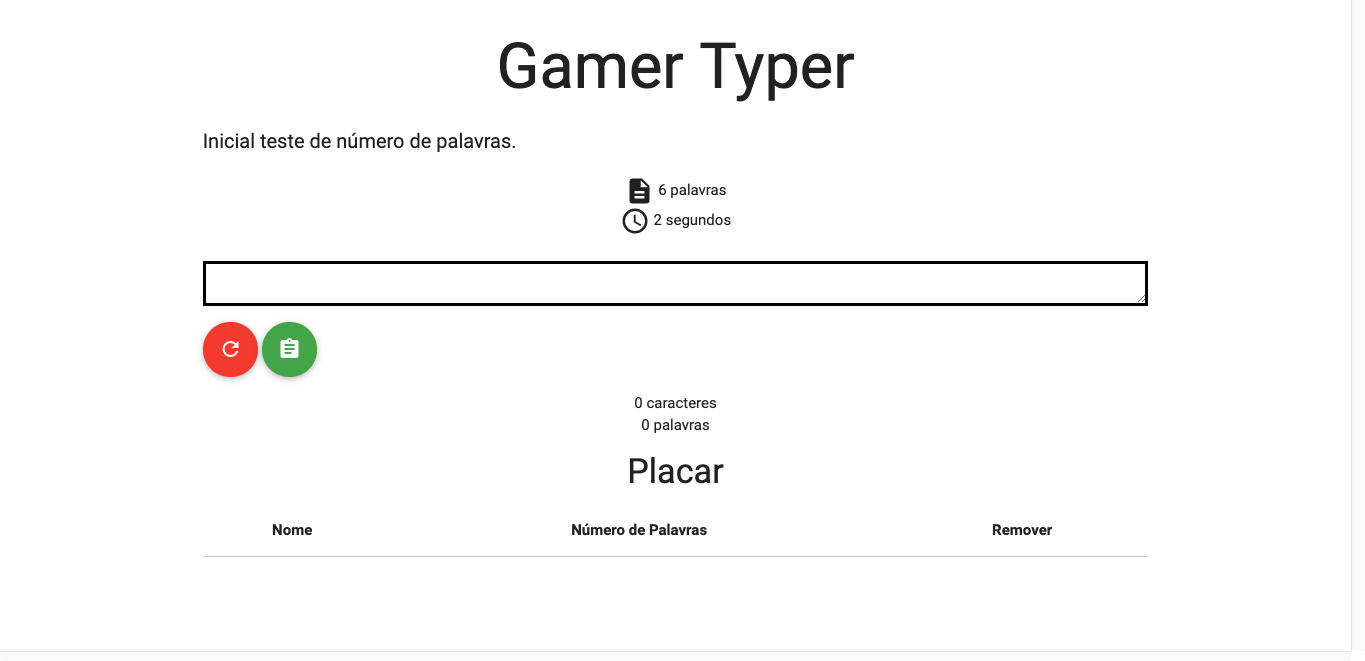 Gamer Typer
Inicial teste de número de palavras.
6 palavras
2 segundos
0 caracteres
0 palavras
Placar
Nome Número de Palavras Remover